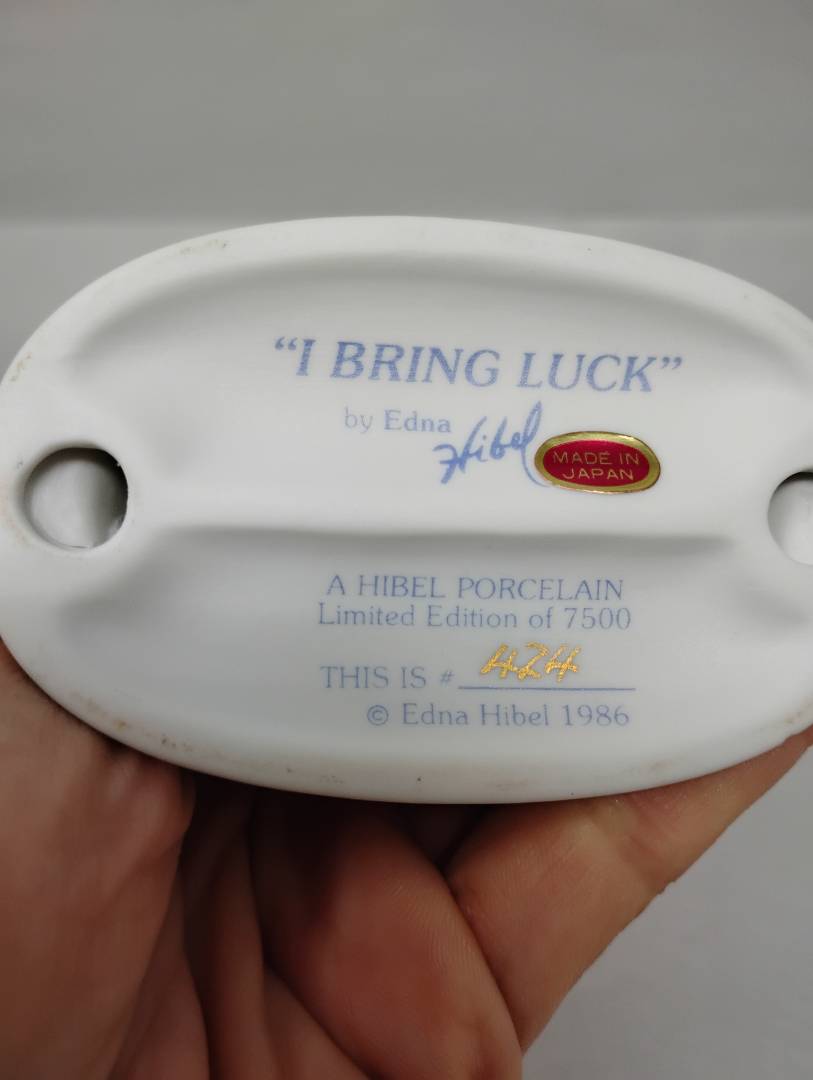 "I BRING LUCK"
by Edna Hibel
MADE IN
JAPAN
A HIBEL PORCELAIN
Limited Edition of 7500
THIS IS # 424
© Edna Hibel 1986